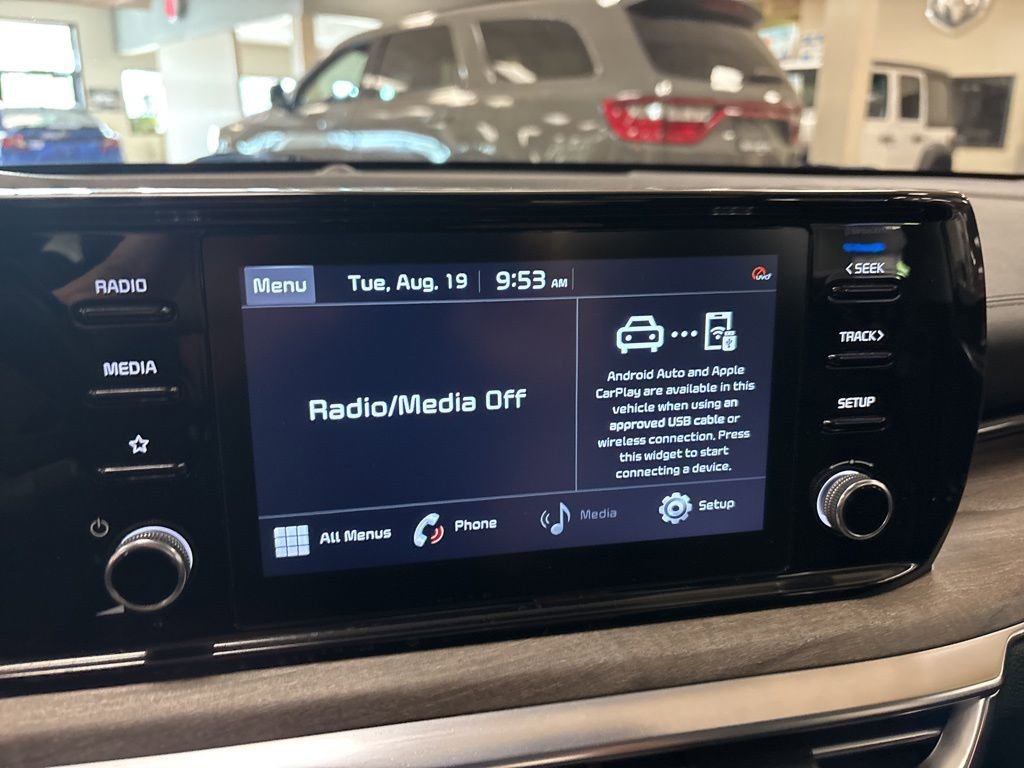 RADIO
MEDIA
Menu
Tue, Aug. 19
9:53 AM
UVO
Radio/Media Off
Android Auto and Apple
CarPlay are available in this
vehicle when using an
approved USB cable or
wireless connection. Press
this widget to start
connecting a device.
All Menus
Phone
Media
Setup
< SEEK
TRACK >
SETUP